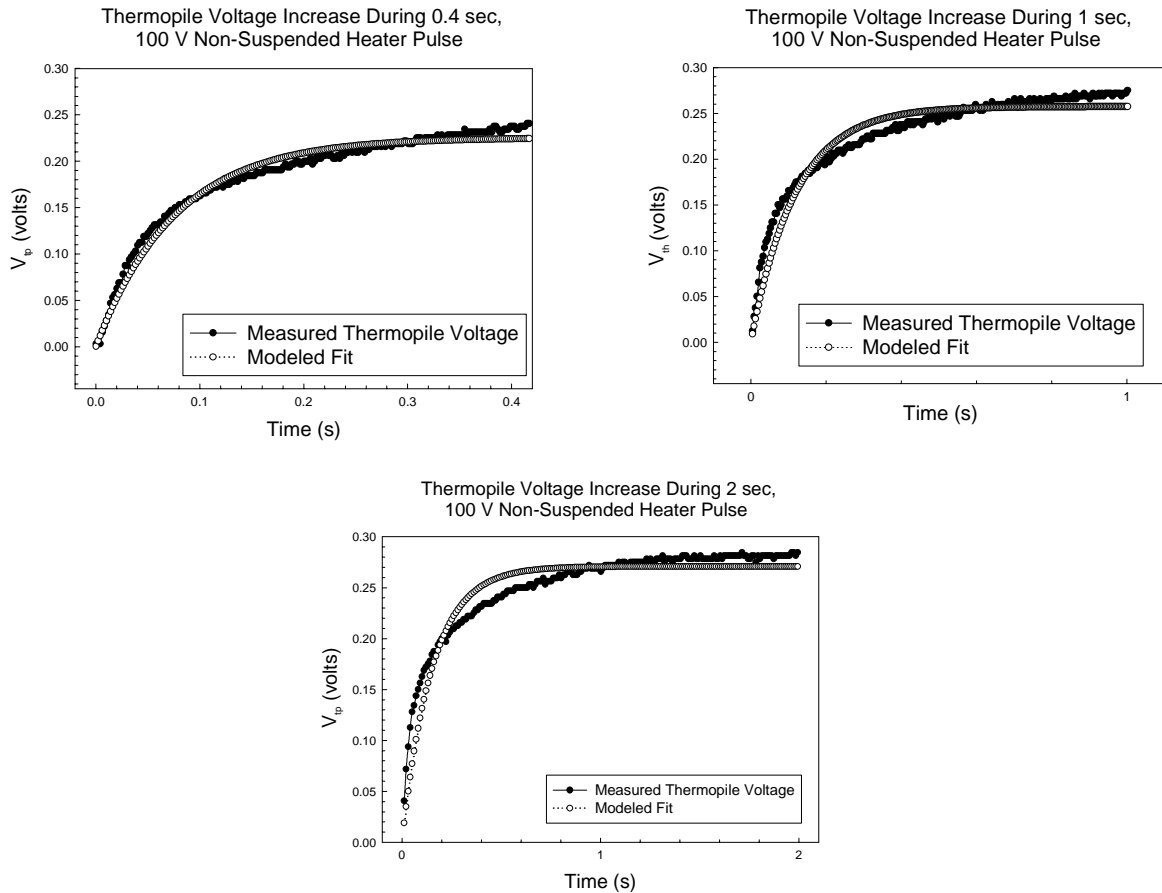 Thermopile Voltage Increase During 0.4 sec,
100 V Non-Suspended Heater Pulse
0.30
0.25
0.20
0.15
0.10
0.05
0.00
V tp (volts)
Measured Thermopile Voltage
Modeled Fit
0.0 0.1 0.2 0.3 0.4
Time (s)
Thermopile Voltage Increase During 1 sec,
100 V Non-Suspended Heater Pulse
0.30
0.25
0.20
0.15
0.10
0.05
0.00
V th (volts)
Measured Thermopile Voltage
Modeled Fit
0 1
Time (s)
Thermopile Voltage Increase During 2 sec,
100 V Non-Suspended Heater Pulse
0.30
0.25
0.20
0.15
0.10
0.05
0.00
V tp (volts)
Measured Thermopile Voltage
Modeled Fit
0 1 2
Time (s)